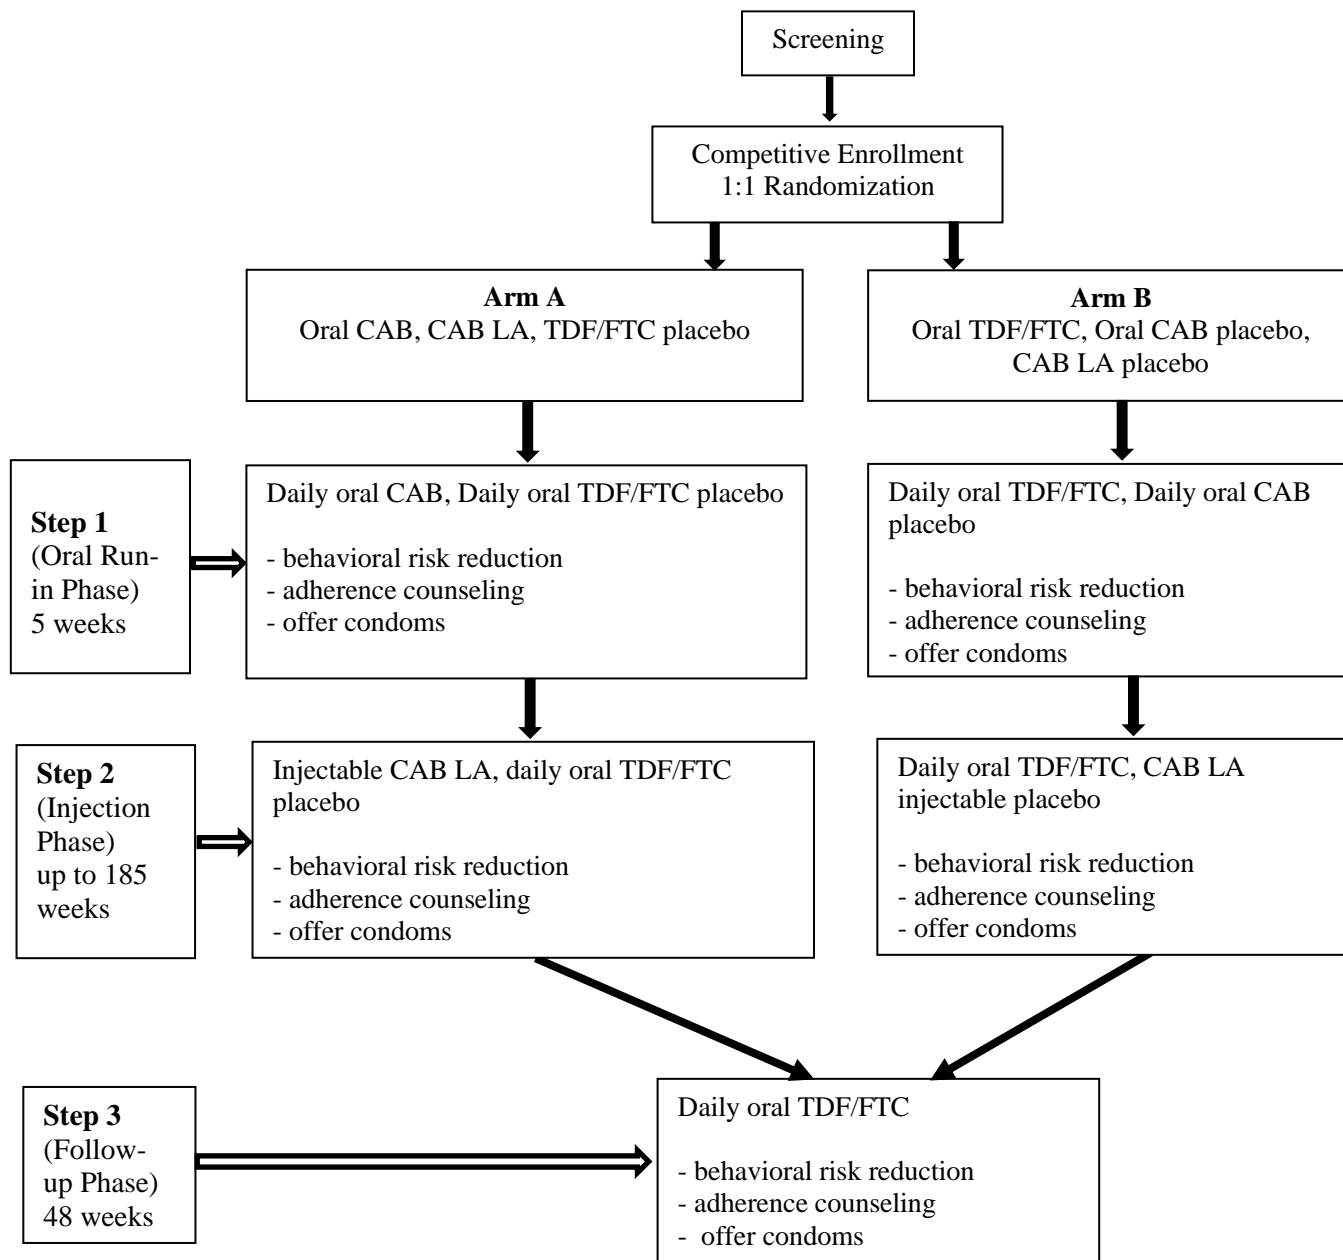 Screening
Competitive Enrollment
1:1 Randomization
Arm A
Oral CAB, CAB LA, TDF/FTC placebo
Arm B
Oral TDF/FTC, Oral CAB placebo,
CAB LA placebo
Step 1
(Oral Run-
in Phase)
5 weeks
Daily oral CAB, Daily oral TDF/FTC placebo
- behavioral risk reduction
- adherence counseling
- offer condoms
Daily oral TDF/FTC, Daily oral CAB
placebo
- behavioral risk reduction
- adherence counseling
- offer condoms
Step 2
(Injection
Phase)
up to 185
weeks
Injectable CAB LA, daily oral TDF/FTC
placebo
- behavioral risk reduction
- adherence counseling
- offer condoms
Daily oral TDF/FTC, CAB LA
injectable placebo
- behavioral risk reduction
- adherence counseling
- offer condoms
Step 3
(Follow-
up Phase)
48 weeks
Daily oral TDF/FTC
- behavioral risk reduction
- adherence counseling
-  offer condoms